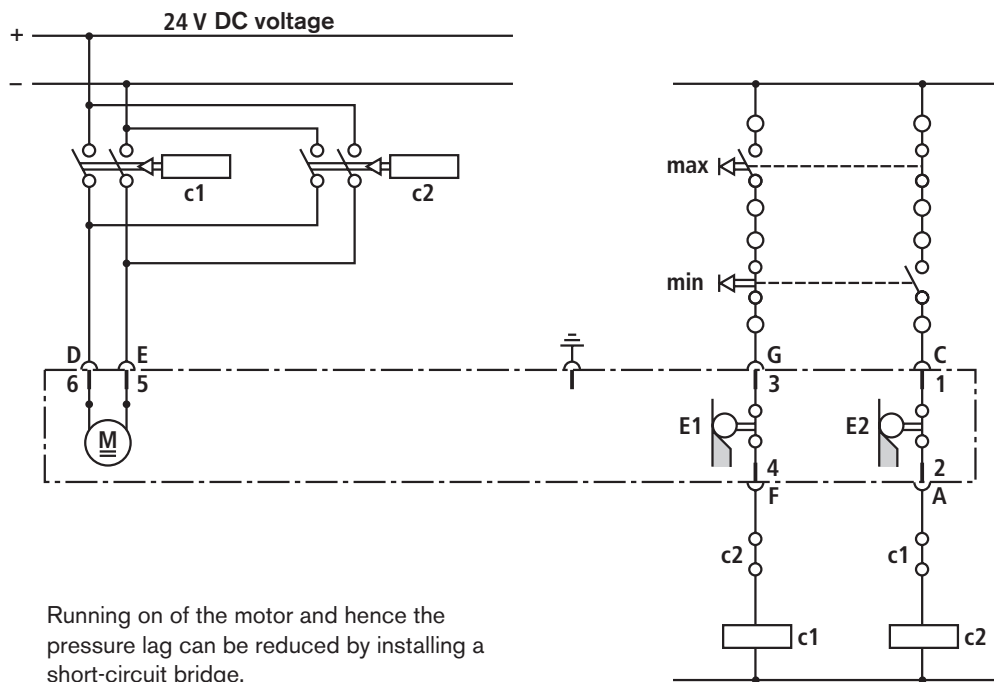 24 V DC voltage
+
–
c1
c2
max
min
D
E
G
C
6
5
3
1
M
E1
E2
4
2
F
A
c2
c1
Running on of the motor and hence the
pressure lag can be reduced by installing a
short-circuit bridge.
c1
c2